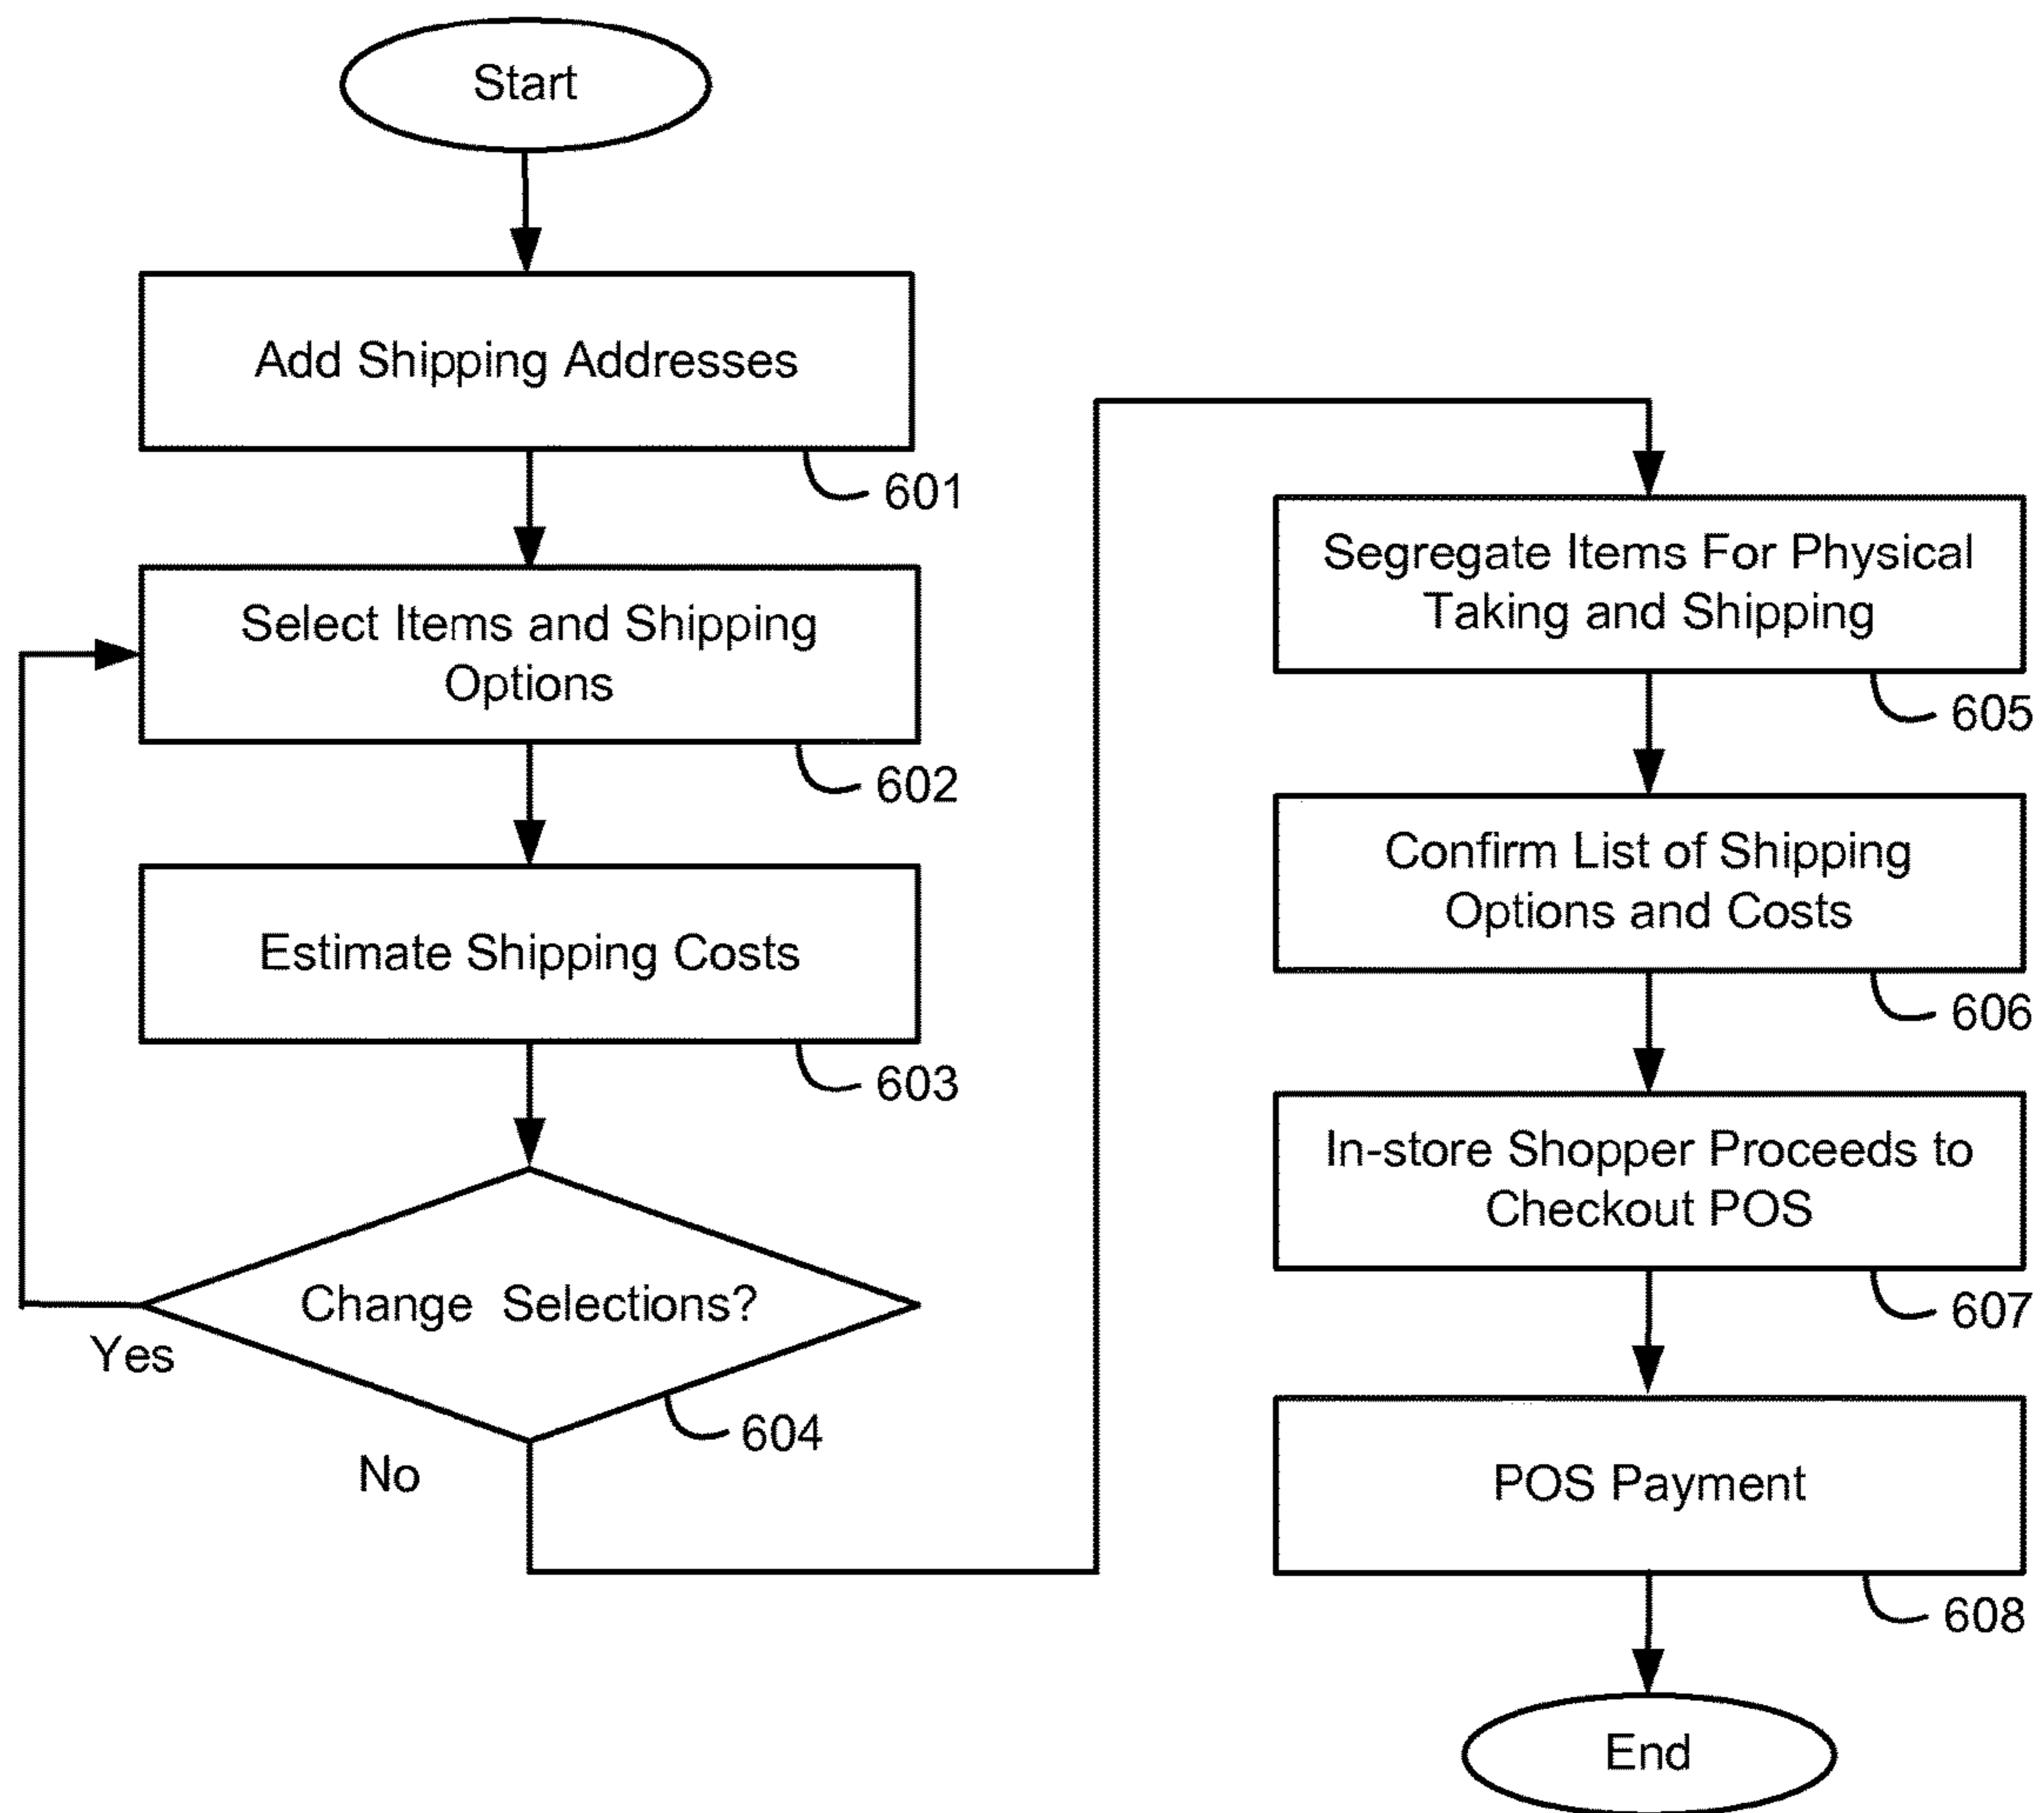 Start
Add Shipping Addresses
601
Select Items and Shipping
Options
602
Estimate Shipping Costs
603
Change Selections?
Yes
604
No
Segregate Items For Physical
Taking and Shipping
605
Confirm List of Shipping
Options and Costs
606
In-store Shopper Proceeds to
Checkout POS
607
POS Payment
608
End